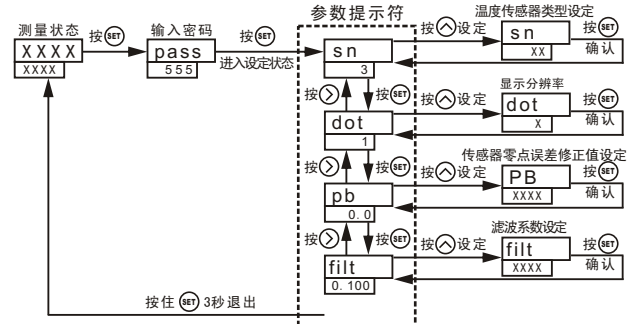 参数提示符
测量状态
XXXX
XXXX
按SET
输入密码
pass
555
按SET
进入设定状态
sn
3
按∧设定
温度传感器类型设定
sn
XX
按SET
确认
按>
按SET
dot
1
按∧设定
显示分辨率
dot
X
按SET
确认
按>
按SET
pb
0.0
按∧设定
传感器零点误差修正值设定
PB
XXXX
按SET
确认
按>
按SET
filt
0.100
按∧设定
滤波系数设定
filt
XXXX
按SET
确认
按住SET 3秒退出